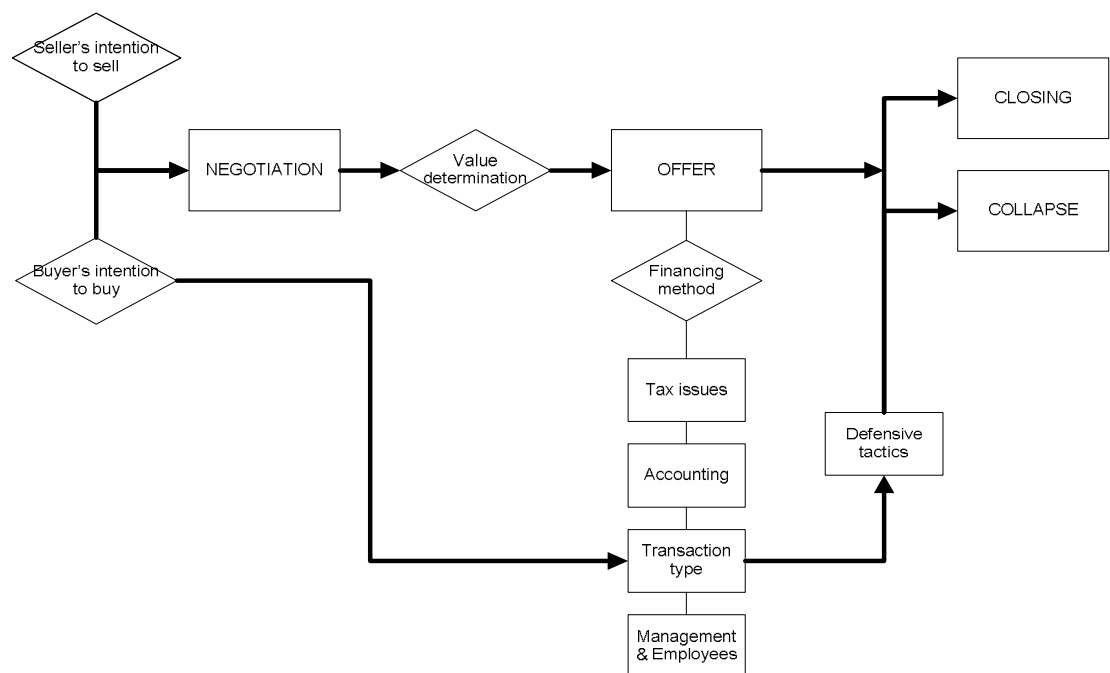 Seller's intention
to sell
CLOSING
NEGOTIATION
Value
determination
OFFER
COLLAPSE
Buyer's intention
to buy
Financing
method
Tax issues
Defensive
tactics
Accounting
Transaction
type
Management
& Employees